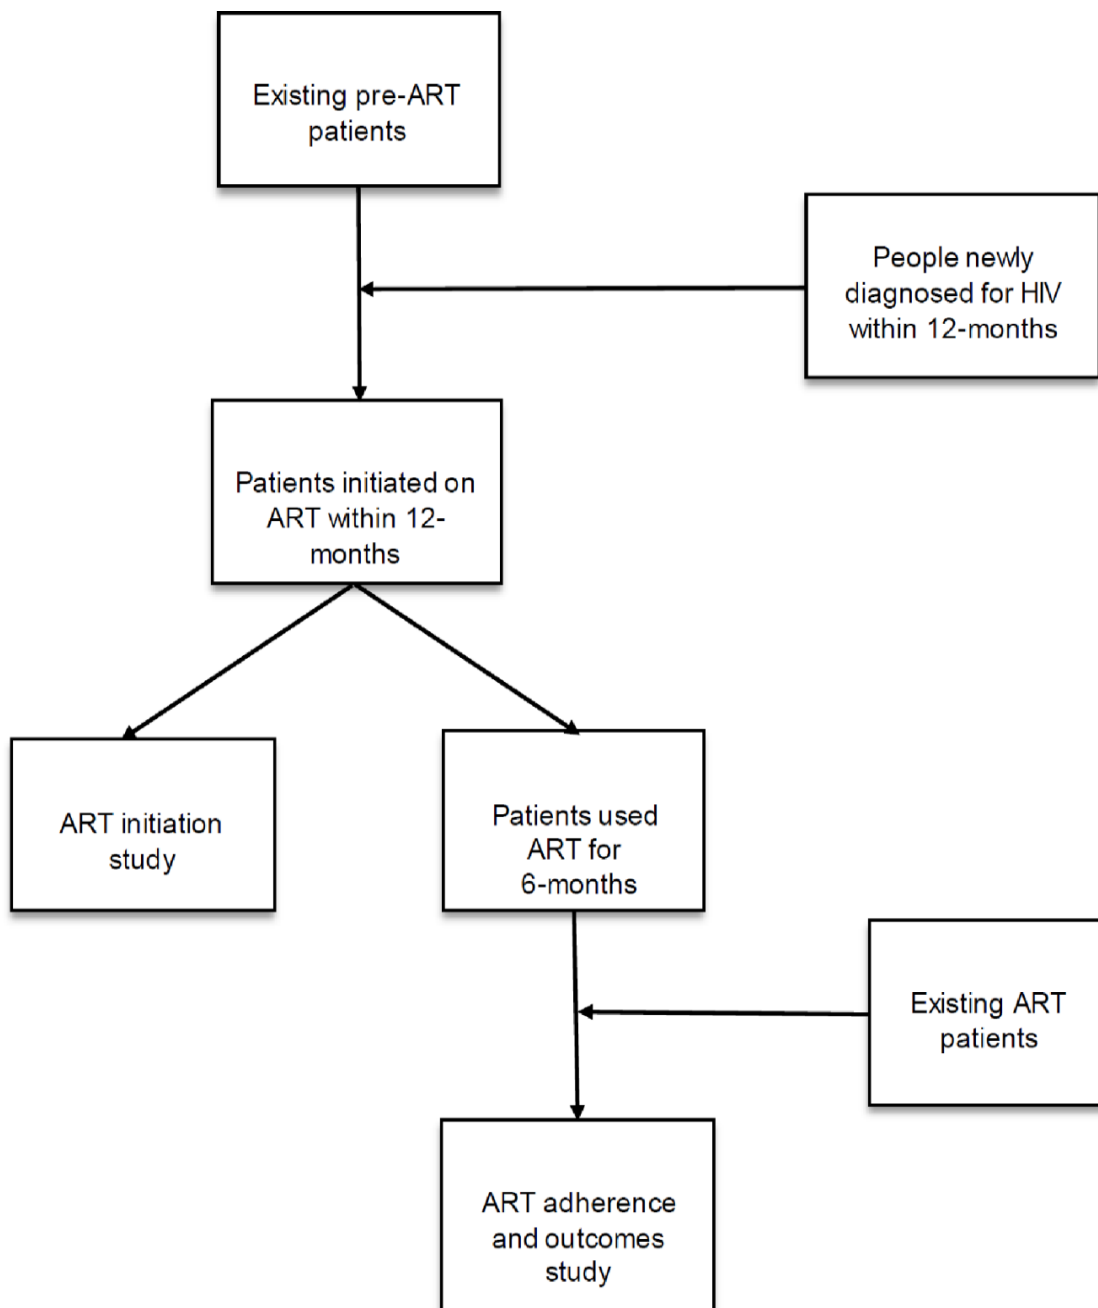 Existing pre-ART
patients
People newly
diagnosed for HIV
within 12-months
Patients initiated on
ART within 12-
months
ART initiation
study
Patients used
ART for
6-months
Existing ART
patients
ART adherence
and outcomes
study